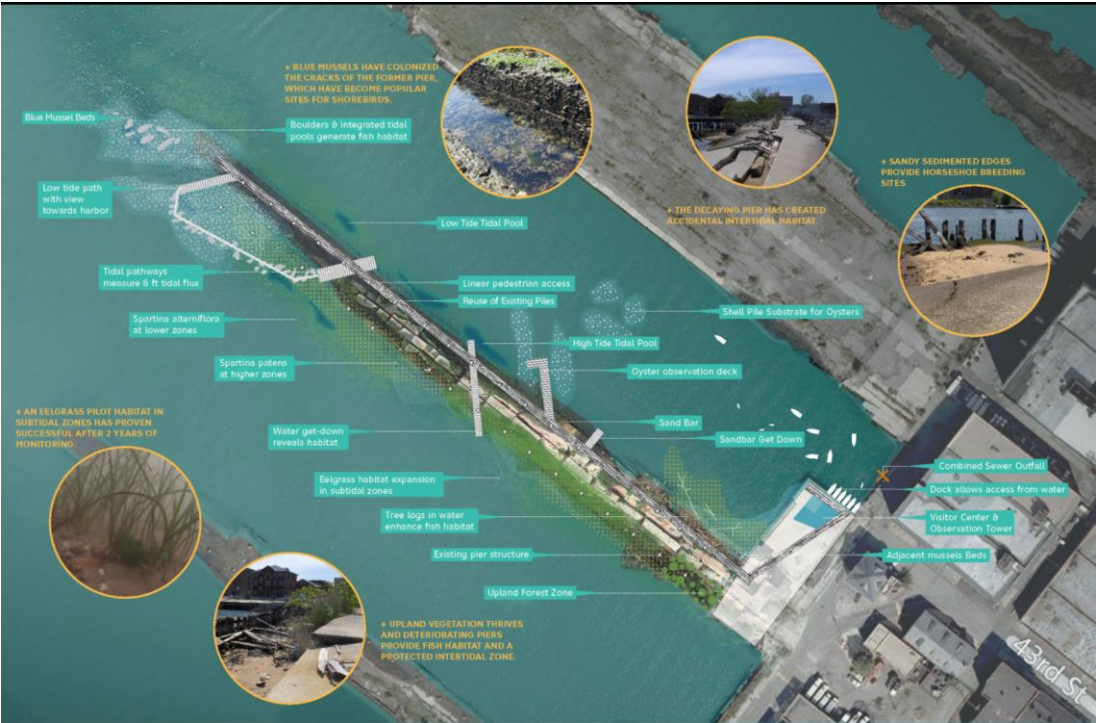 + BLUE MUSSELS HAVE COLONIZED
THE CRACKS OF THE FORMER PIER,
WHICH HAVE BECOME POPULAR
SITES FOR SHOREBIRDS.
Blue Mussel Beds
Boulders & integrated tidal
pools generate fish habitat
+ SANDY SEDIMENTED EDGES
PROVIDE HORSESHOE BREEDING
SITES
Low tide path
with view
towards harbor
+ THE DECAYING PIER HAS CREATED
ACCIDENTAL INTERTIDAL HABITAT.
Low Tide Tidal Pool
Tidal pathways
measure 6 ft tidal flux
Linear pedestrian access
Reuse of Existing Piles
Spartina alterniflora
at lower zones
Shell Pile Substrate for Oysters
High Tide Tidal Pool
Spartina patens
at higher zones
Oyster observation deck
+ AN EELGRASS PILOT HABITAT IN
SUBTIDAL ZONES HAS PROVEN
SUCCESSFUL AFTER 2 YEARS OF
MONITORING.
Water get-down
reveals habitat
Sand Bar
Sandbar Get Down
Combined Sewer Outfall
Eelgrass habitat expansion
in subtidal zones
Dock allows access from water
Tree logs in water
enhance fish habitat
Visitor Center &
Observation Tower
Existing pier structure
Adjacent mussels Beds
Upland Forest Zone
+ UPLAND VEGETATION THRIVES
AND DETERIORATING PIERS
PROVIDE FISH HABITAT AND A
PROTECTED INTERTIDAL ZONE.
43rd St